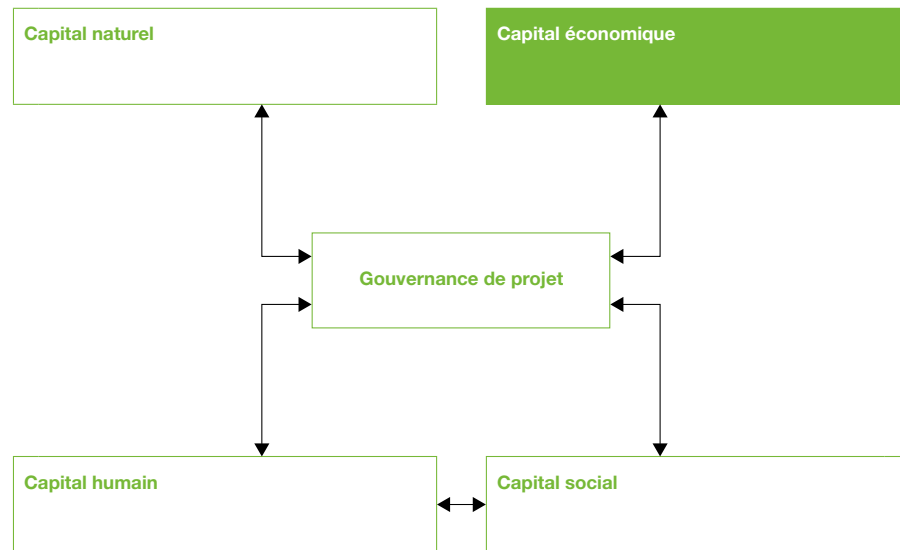 Capital naturel
Capital économique
Gouvernance de projet
Capital humain
Capital social